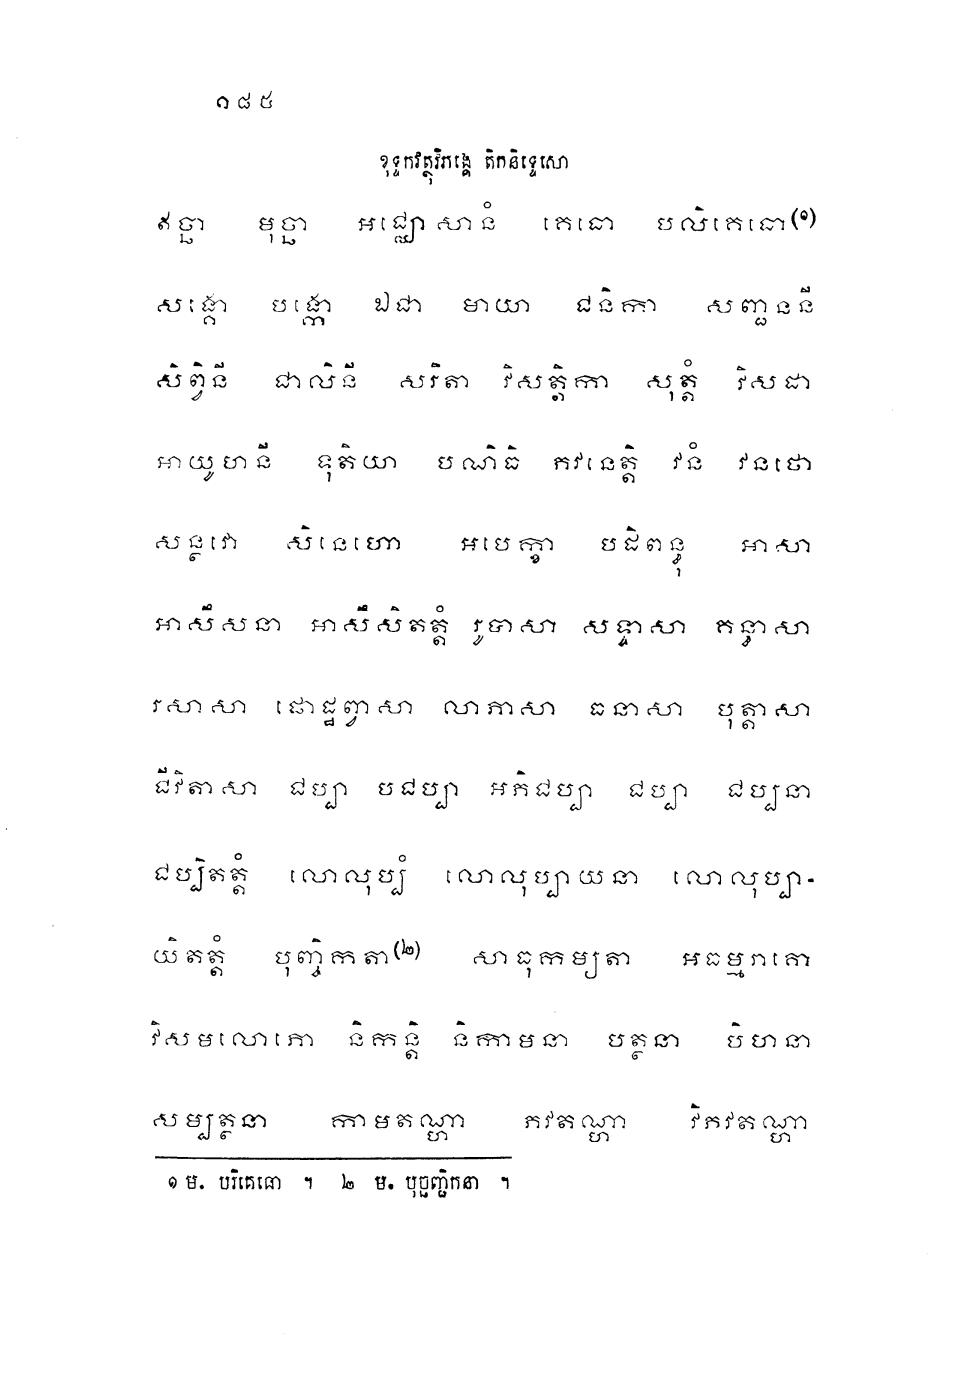 ១៨៥
ខុទ្ទកវត្ថុវិភង្គេ តិកនិទ្ទេសោ
ឥច្ឆា មុច្ឆា អជ្ឈោសានំ គេធោ បលិគេធោ(១)
សង្គោ បង្កោ ឯជា មាយា ជនិកា សញ្ជននី
សិព្វិនី ជាលិនី សរិតា វិសត្តិកា សុត្តំ វិសដា
អាយូហនី ទុតិយា បណិធិ ភវនេត្តិ វនំ វនថោ
សន្ថវោ សិនេហោ អបេក្ខា បដិពន្ធុ អាសា
អាសឹសនា អាសឹសិតត្តំ រូបាសា សទ្ទាសា គន្ធាសា
រសាសា ផោដ្ឋព្វាសា លាភាសា ធនាសា បុត្តាសា
ជីវិតាសា ជប្បា បជប្បា អភិជប្បា ជប្បា ជប្បនា
ជប្បិតត្តំ លោលុប្បំ លោលុប្បាយនា លោលុប្បា-
យិតត្តំ បុញ្ចិកតា(២) សាធុកម្យតា អធម្មរាគោ
វិសមលោភោ និកន្តិ និកាមនា បត្ថនា បិហនា
សម្បត្ថនា កាមតណ្ហា ភវតណ្ហា វិភវតណ្ហា
១ ម. បរិគេធោ ។ ២ ម. បុច្ឆញ្ជិកតា ។